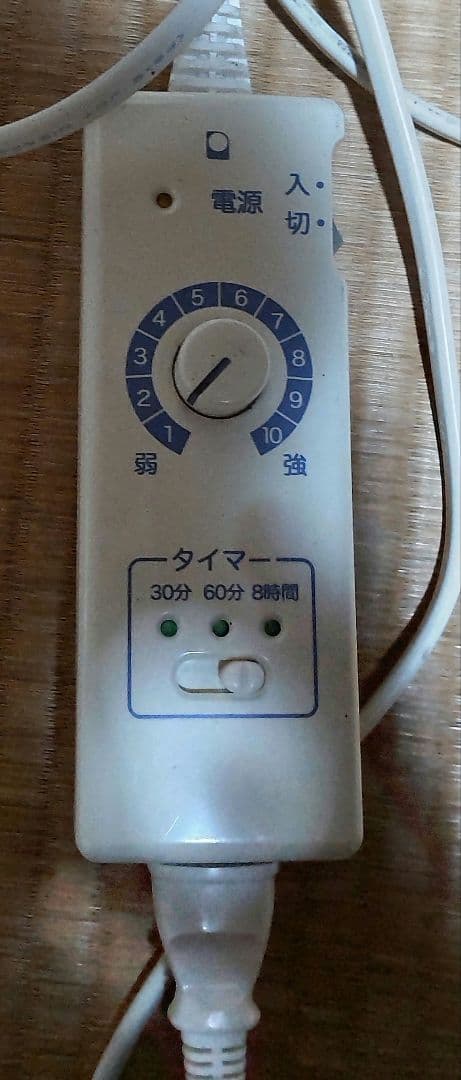 電源
入・
切・
1 2 3 4 5 6 7 8 9 10
弱 強
タイマー
30分 60分 8時間